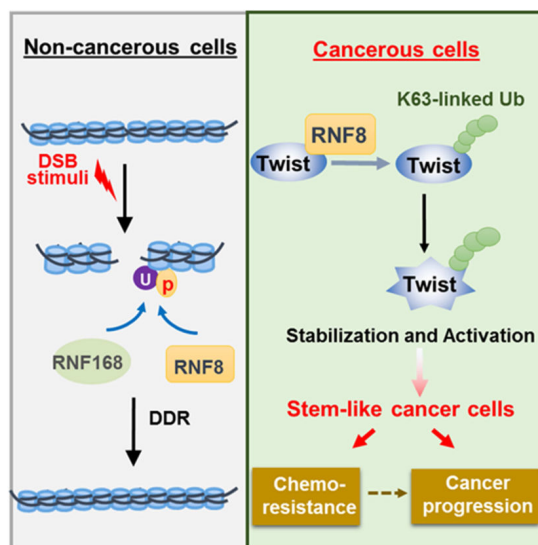 Non-cancerous cells
DSB
stimuli
U
p
RNF168
RNF8
DDR
Cancerous cells
K63-linked Ub
RNF8
Twist
Twist
Twist
Stabilization and Activation
Stem-like cancer cells
Chemo-
resistance
Cancer
progression